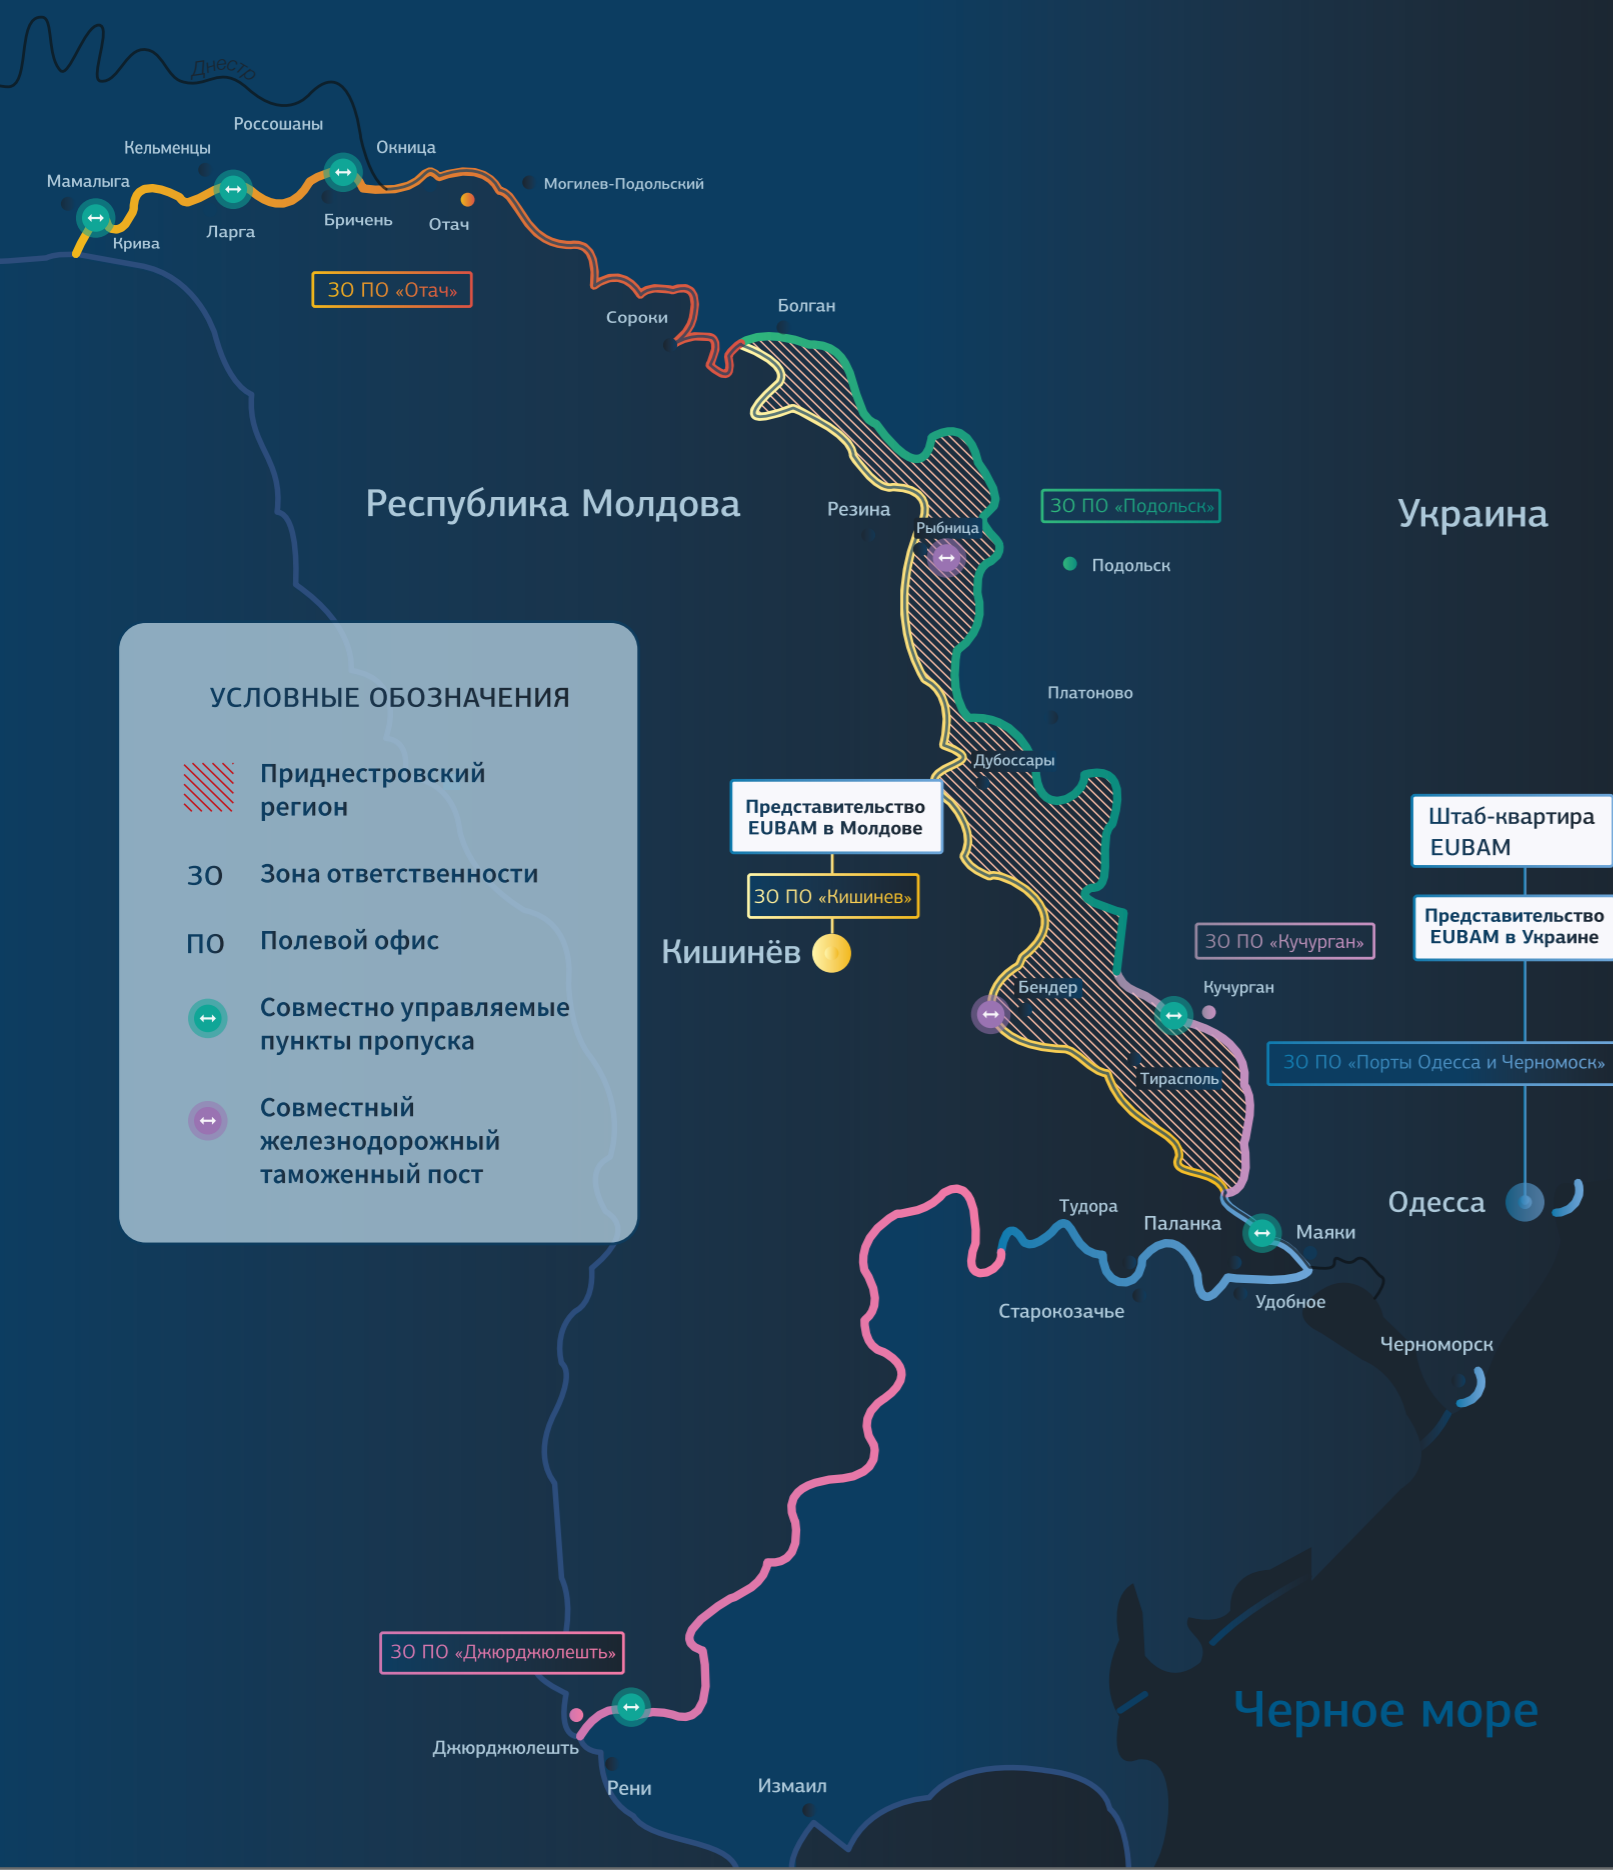 Днестр
Россошаны
Кельменцы
Окница
Мамалыга
Могилев-Подольский
Бричень
Отач
Ларга
Крива
ЗО ПО «Отач»
Болган
Сороки
Республика Молдова
Резина
Рыбница
ЗО ПО «Подольск»
Украина
Подольск
УСЛОВНЫЕ ОБОЗНАЧЕНИЯ
Приднестровский
регион
ЗО
Зона ответственности
ПО
Полевой офис
Совместно управляемые
пункты пропуска
Совместный
железнодорожный
таможенный пост
Платоново
Дубоссары
Представительство
EUBAM в Молдове
ЗО ПО «Кишинев»
Кишинёв
Штаб-квартира
EUBAM
Представительство
EUBAM в Украине
ЗО ПО «Кучурган»
Бендер
Кучурган
ЗО ПО «Порты Одесса и Черномоск»
Тирасполь
Одесса
Тудора
Паланка
Маяки
Старокозачье
Удобное
Черноморск
ЗО ПО «Джюрджюлешть»
Черное море
Джюрджюлешть
Рени
Измаил